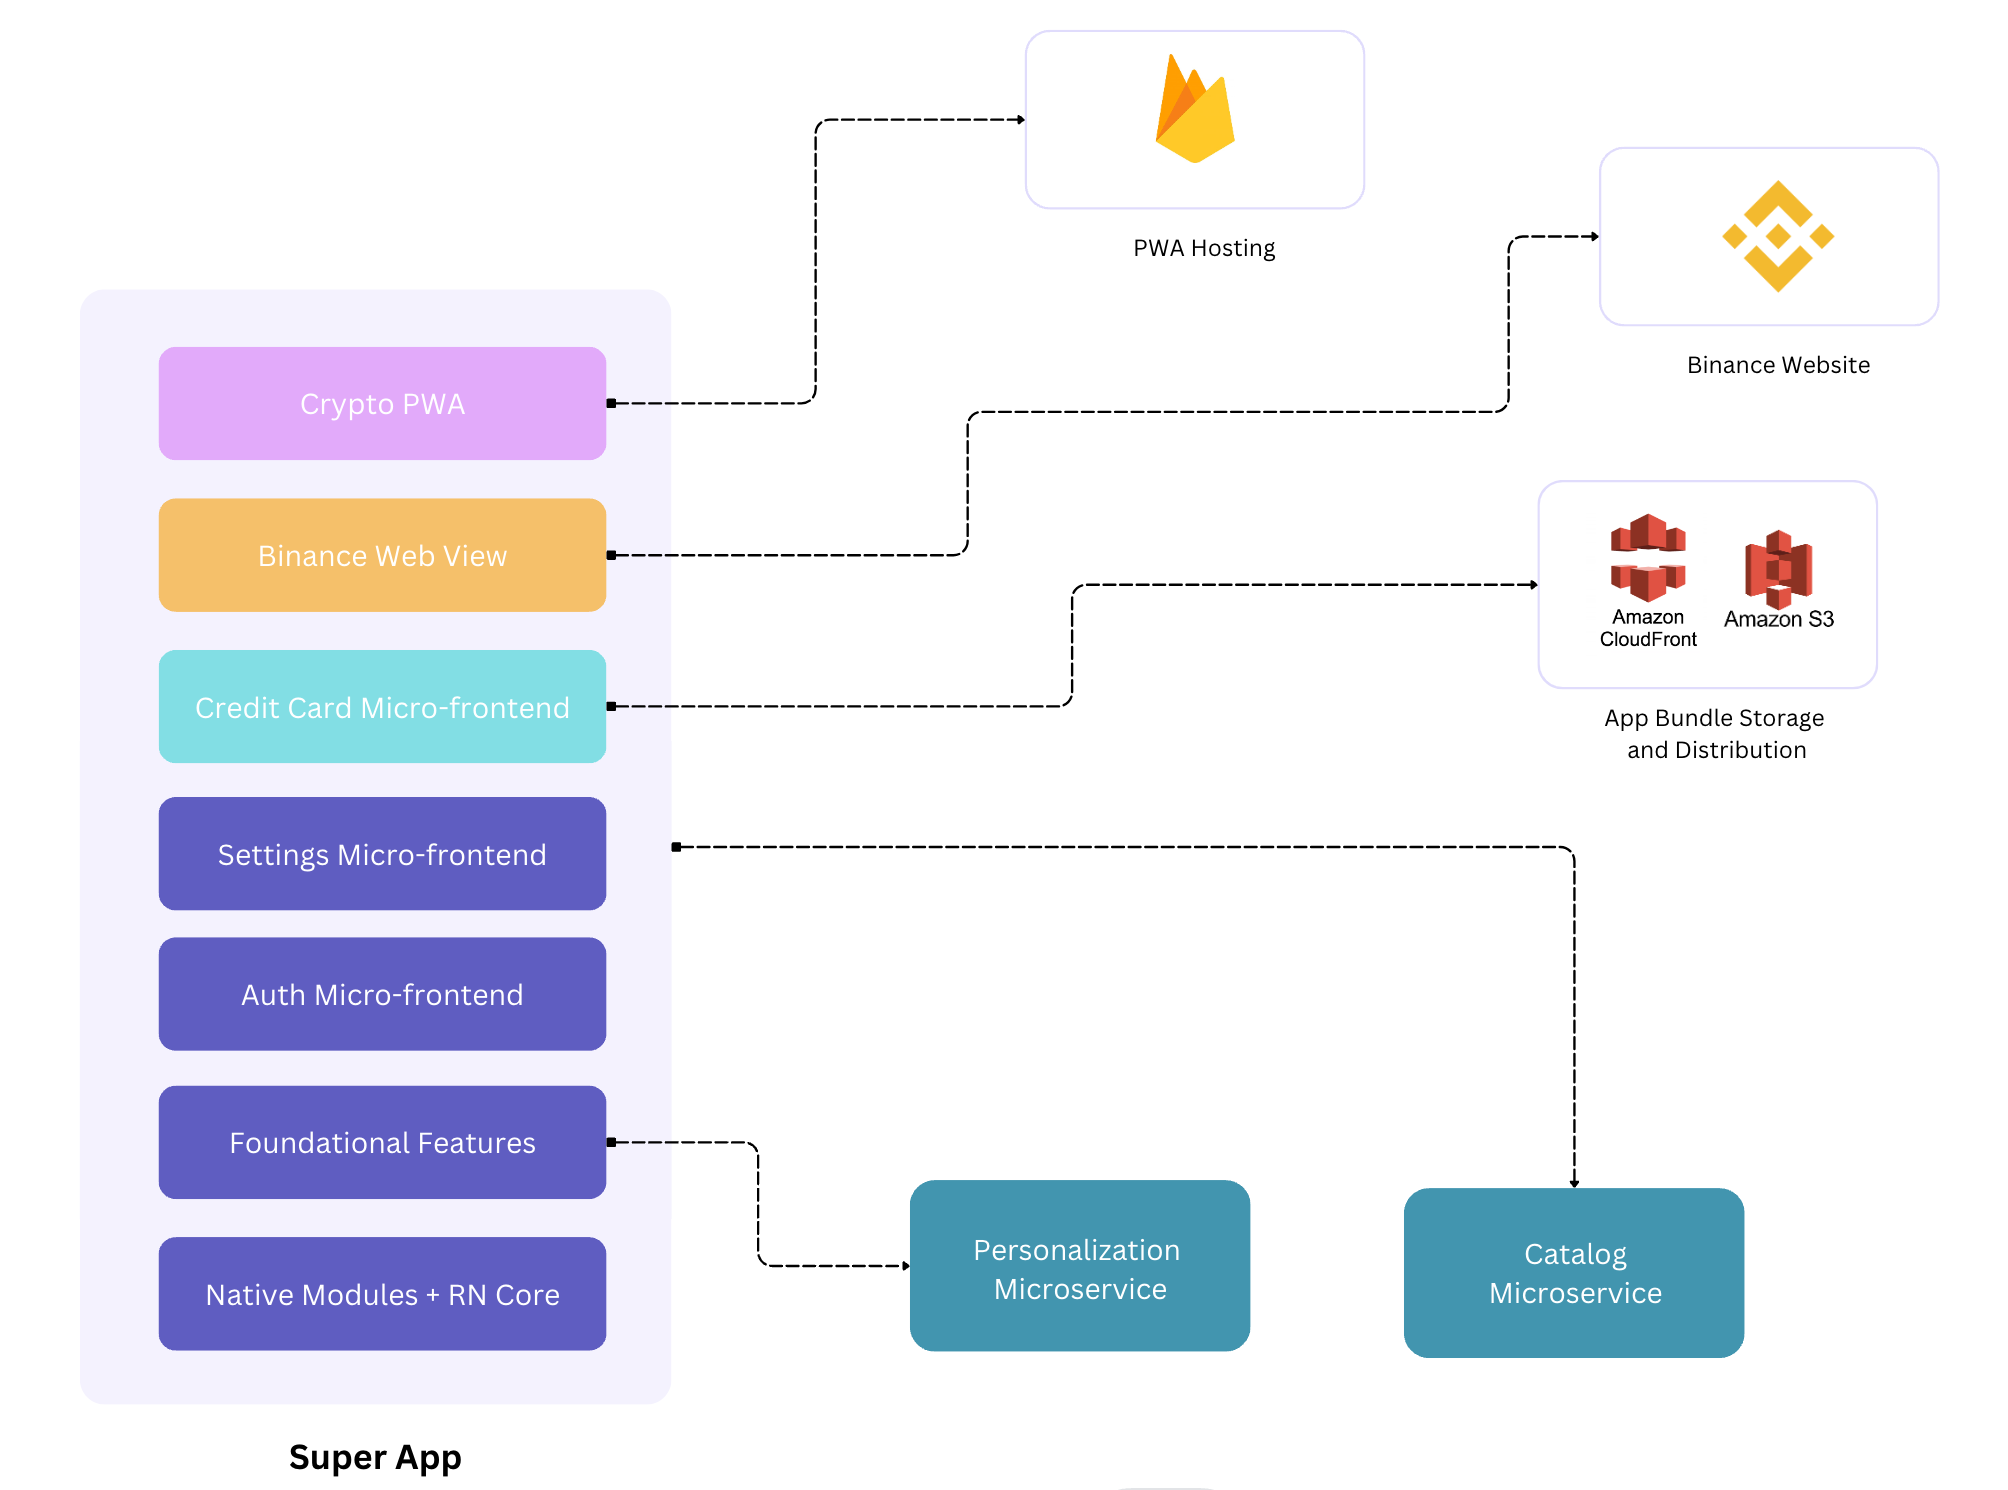 PWA Hosting
Binance Website
Crypto PWA
Binance Web View
Credit Card Micro-frontend
Amazon
CloudFront
Amazon S3
App Bundle Storage
and Distribution
Settings Micro-frontend
Auth Micro-frontend
Foundational Features
Native Modules + RN Core
Personalization
Microservice
Catalog
Microservice
Super App